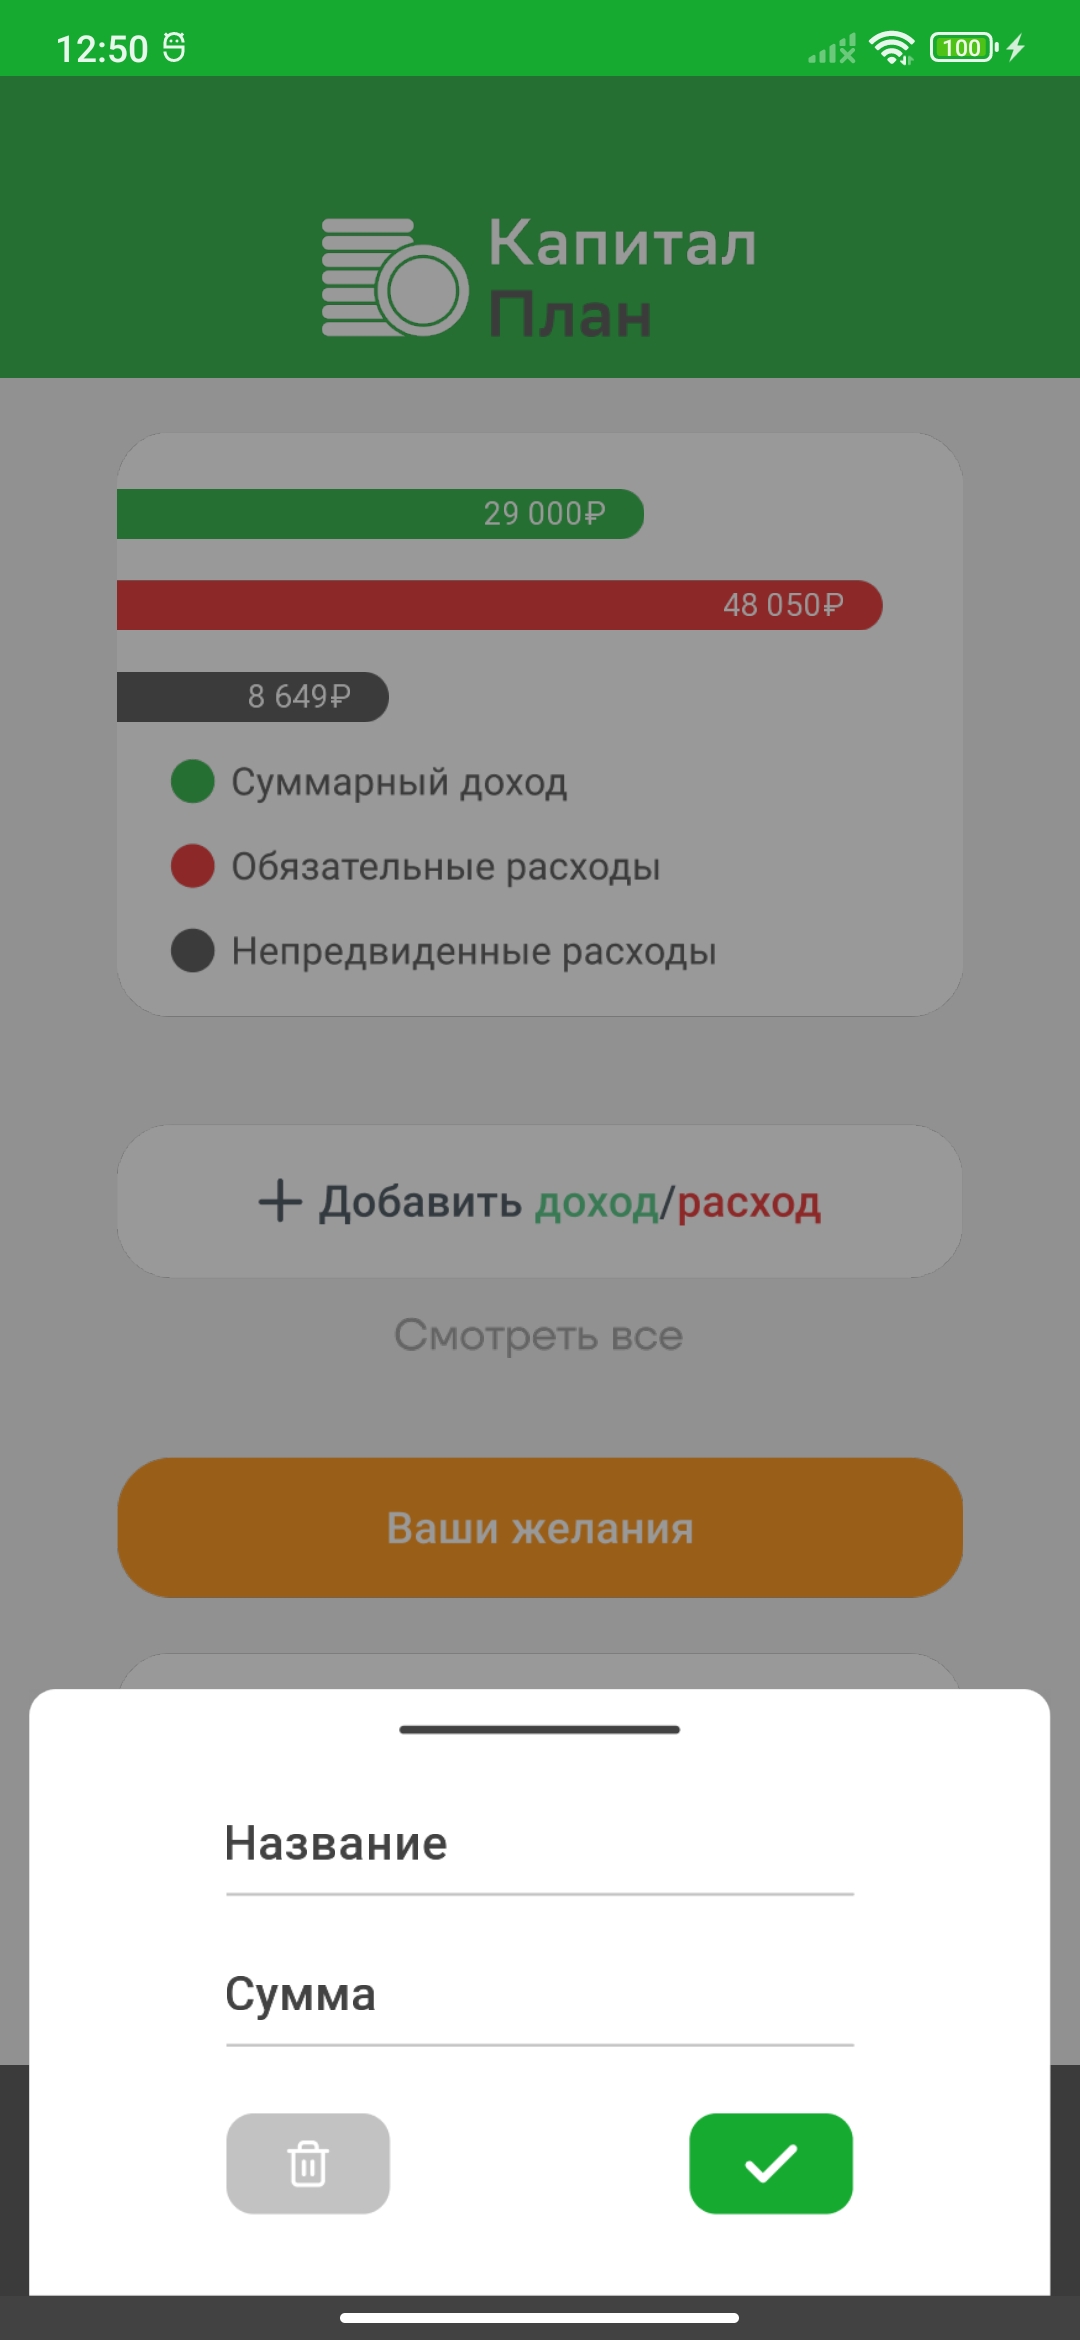 12:50
100
Капитал
План
29 000₽
48 050₽
8 649₽
Суммарный доход
Обязательные расходы
Непредвиденные расходы
Добавить доход/расход
Смотреть все
Ваши желания
Название
Сумма